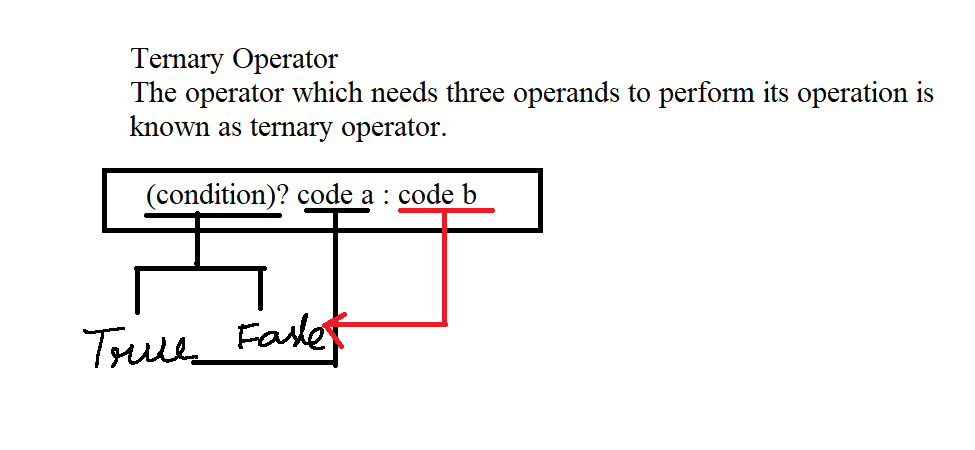 Ternary Operator
The operator which needs three operands to perform its operation is
known as ternary operator.
(condition)? code a : code b
True False